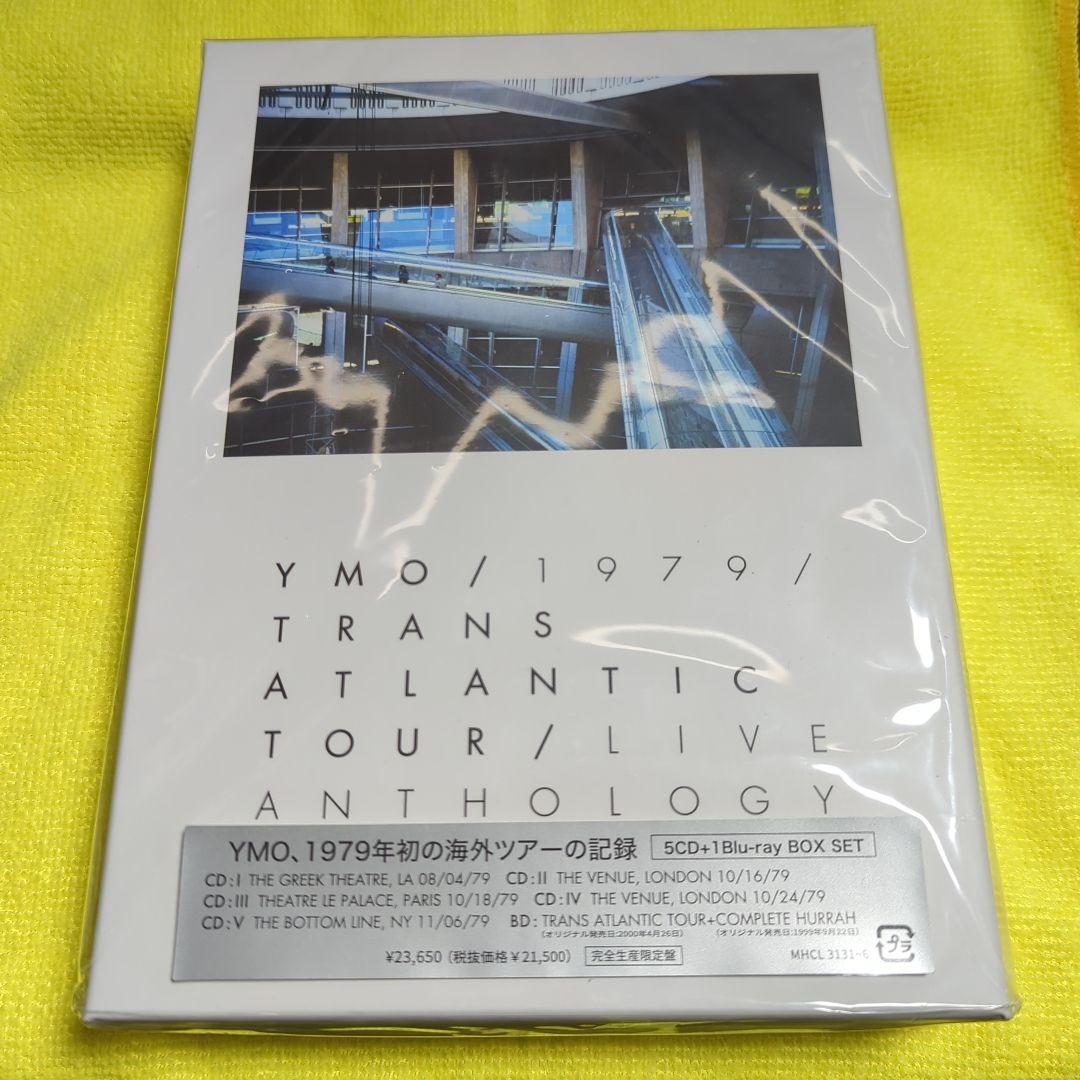 YMO/1979/
TRANS
ATLANTIC
TOUR/LIVE
ANTHOLOGY
YMO、1979年初の海外ツアーの記録 5CD+1Blu-ray BOX SET
CD:I THE GREEK THEATRE, LA 08/04/79 CD:II THE VENUE, LONDON 10/16/79
CD:III THEATRE LE PALACE, PARIS 10/18/79 CD:IV THE VENUE, LONDON 10/24/79
CD:V THE BOTTOM LINE, NY 11/06/79 BD:TRANS ATLANTIC TOUR+COMPLETE HURRAH
(オリジナル発売日:2000年4月26日) (オリジナル発売日:1999年9月22日)
¥23,650(税抜価格¥21,500) 完全生産限定盤 MHCL 3131~6 プラ